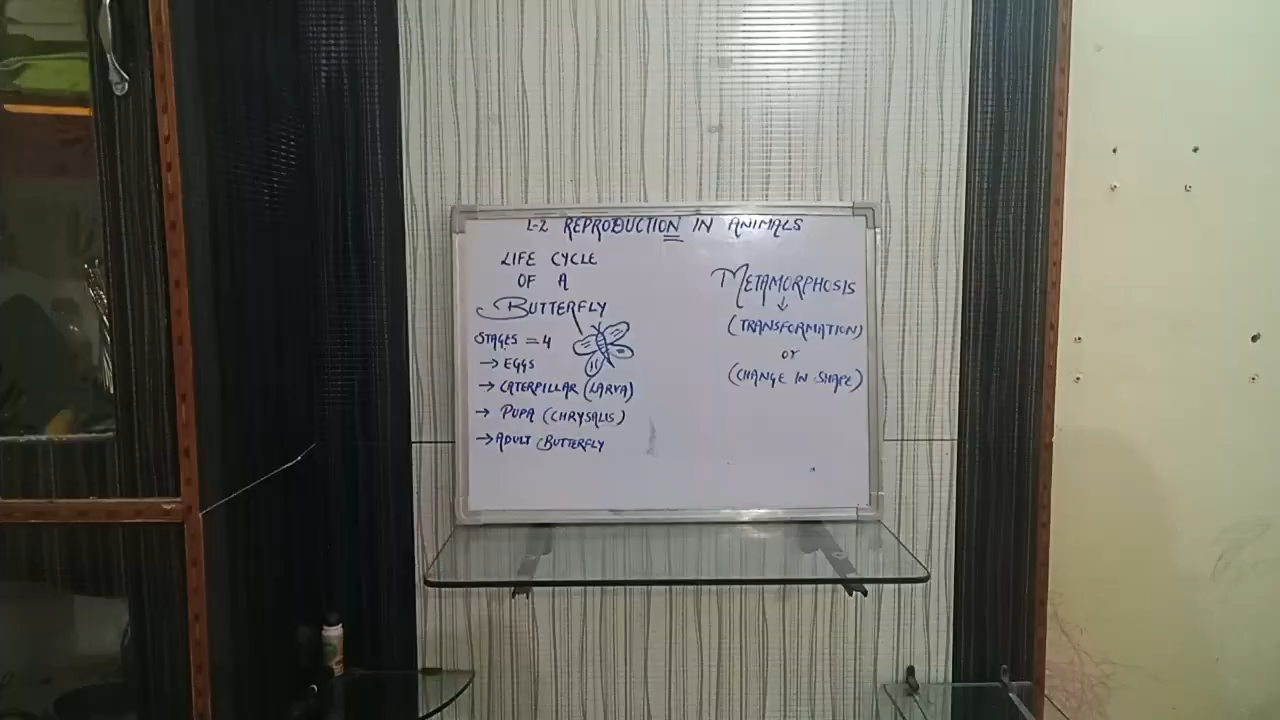 L-2 REPRODUCTION IN ANIMALS
LIFE CYCLE
OF A
BUTTERFLY
STAGES = 4
→ EGGS
→ CATERPILLAR (LARVA)
→ PUPA (CHRYSALIS)
→ ADULT BUTTERFLY
METAMORPHOSIS
↓
(TRANSFORMATION)
or
(CHANGE IN SHAPE)